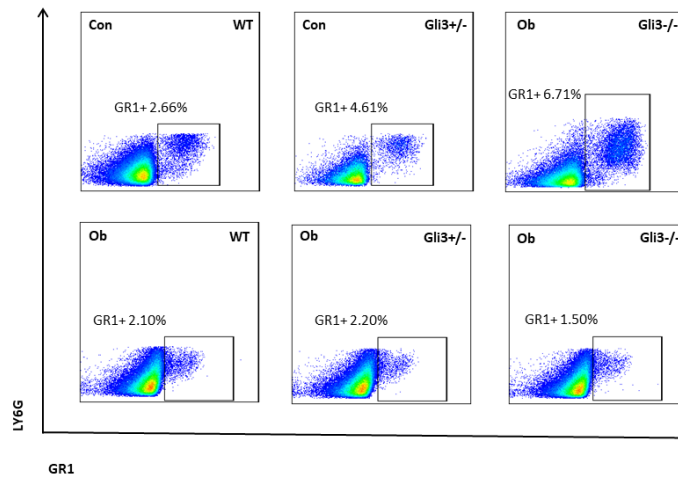 Con WT
GR1+ 2.66%
Con Gli3+/-
GR1+ 4.61%
Ob Gli3-/-
GR1+ 6.71%
Ob WT
GR1+ 2.10%
Ob Gli3+/-
GR1+ 2.20%
Ob Gli3-/-
GR1+ 1.50%
LY6G
GR1